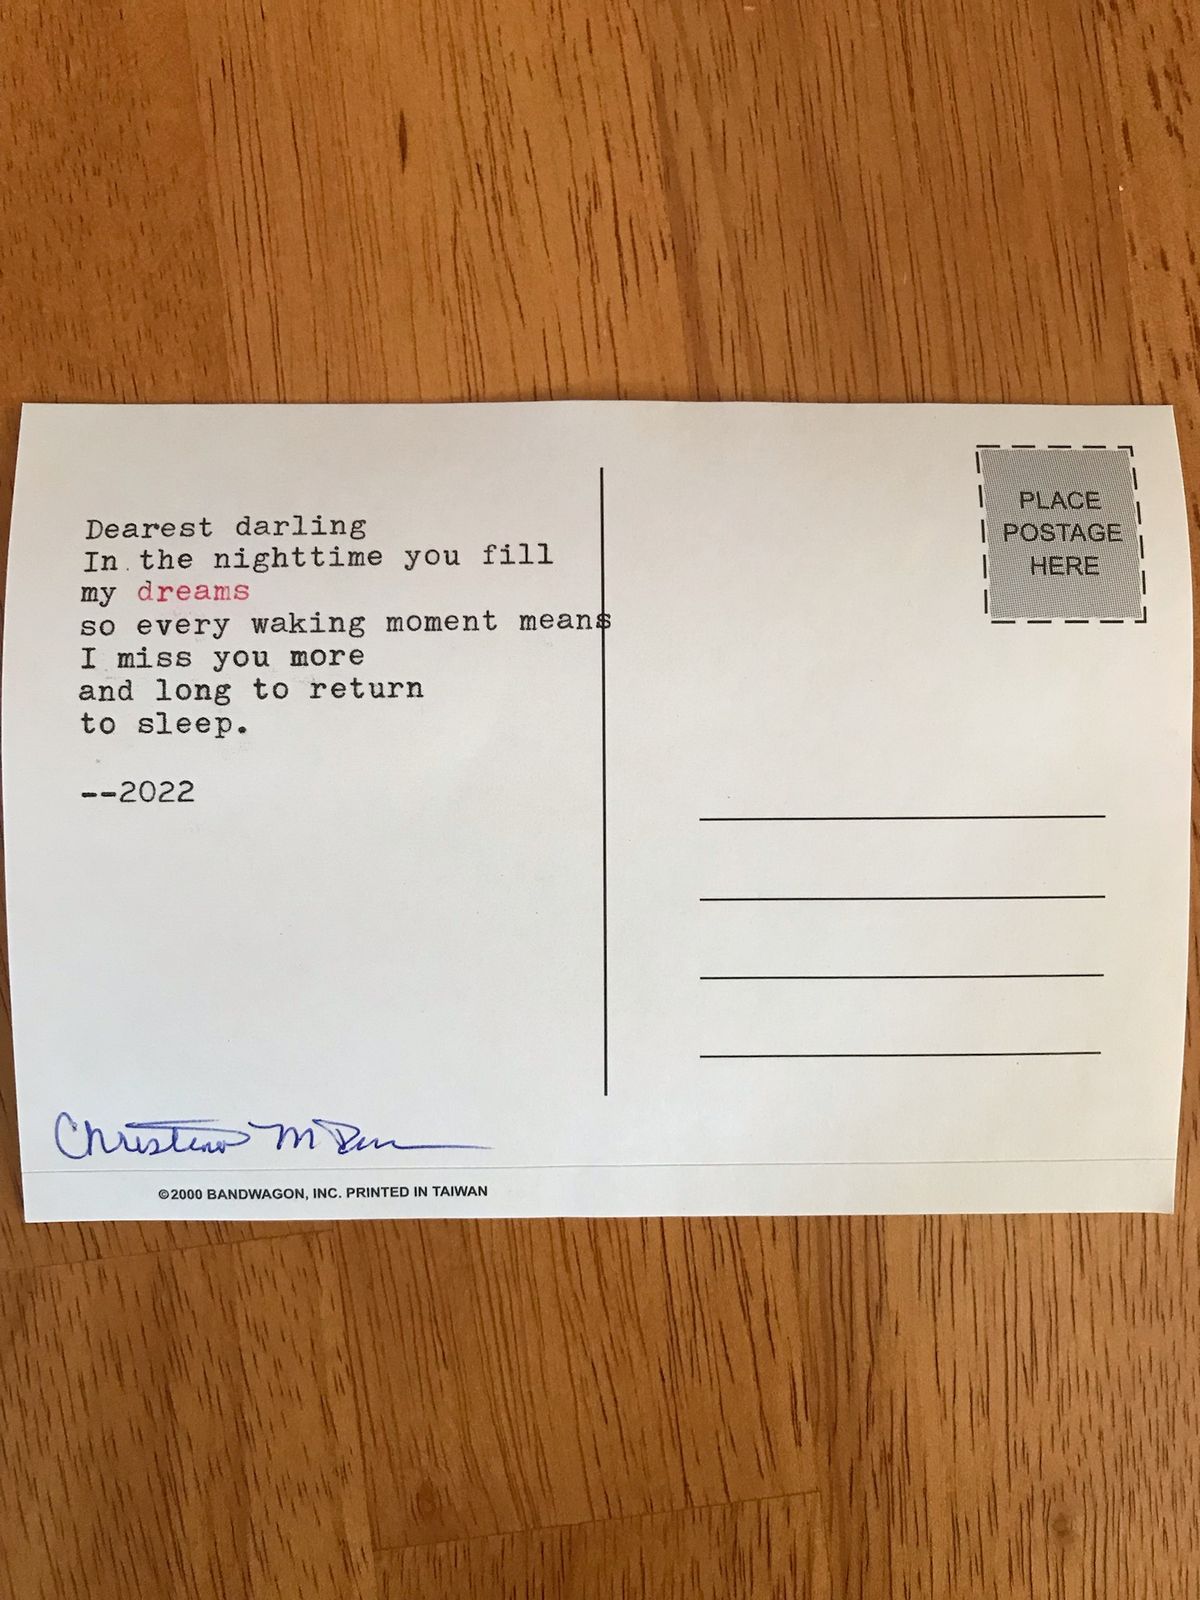 Dearest darling
In the nighttime you fill
my dreams
so every waking moment means
I miss you more
and long to return
to sleep.
--2022
Christina M
©2000 BANDWAGON, INC. PRINTED IN TAIWAN
PLACE
POSTAGE
HERE